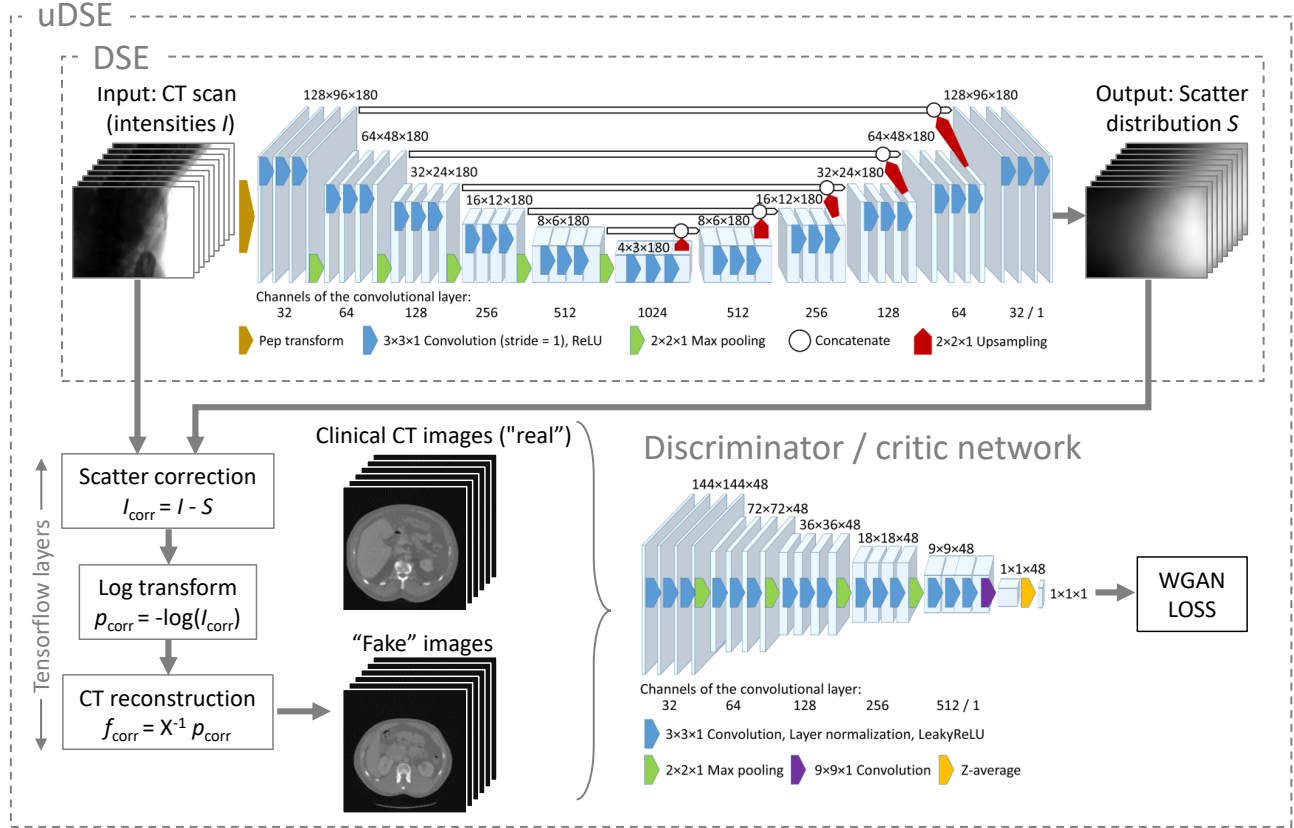 uDSE
DSE
Input: CT scan
(intensities I)
128×96×180
64×48×180
32×24×180
16×12×180
8×6×180
4×3×180
8×6×180
16×12×180
32×24×180
64×48×180
128×96×180
Output: Scatter
distribution S
Channels of the convolutional layer:
32 64 128 256 512 1024 512 256 128 64 32 / 1
Pep transform
3×3×1 Convolution (stride = 1), ReLU
2×2×1 Max pooling
Concatenate
2×2×1 Upsampling
Tensorflow layers
Scatter correction
I_corr = I - S
Log transform
p_corr = -log(I_corr)
CT reconstruction
f_corr = X⁻¹ p_corr
Clinical CT images ("real”)
“Fake” images
Discriminator / critic network
144×144×48
72×72×48
36×36×48
18×18×48
9×9×48
1×1×48
1×1×1
WGAN
LOSS
Channels of the convolutional layer:
32 64 128 256 512 / 1
3×3×1 Convolution, Layer normalization, LeakyReLU
2×2×1 Max pooling
9×9×1 Convolution
Z-average